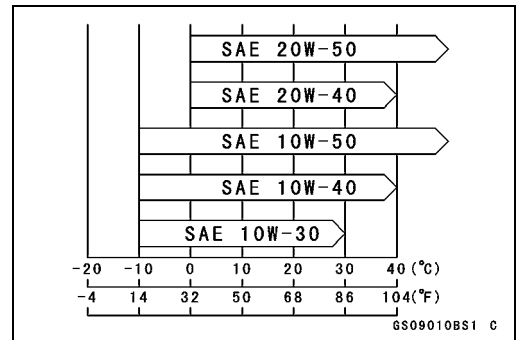 SAE 20W-50
SAE 20W-40
SAE 10W-50
SAE 10W-40
SAE 10W-30
-20 -10 0 10 20 30 40 (°C)
-4 14 32 50 68 86 104(°F)
GS09010BS1 C